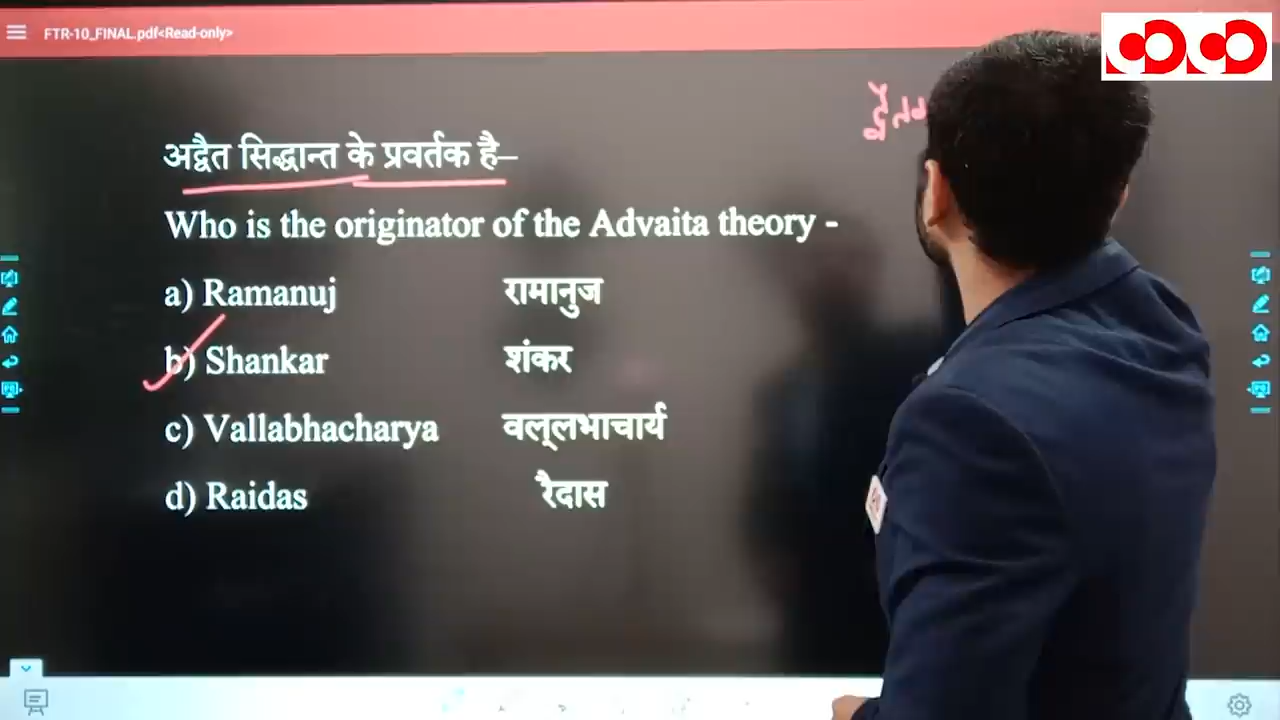 FTR-10_FINAL.pdf<Read-only>
अद्वैत सिद्धान्त के प्रवर्तक है–
Who is the originator of the Advaita theory -
a) Ramanuj रामानुज
b) Shankar शंकर
c) Vallabhacharya वल्लभाचार्य
d) Raidas रैदास